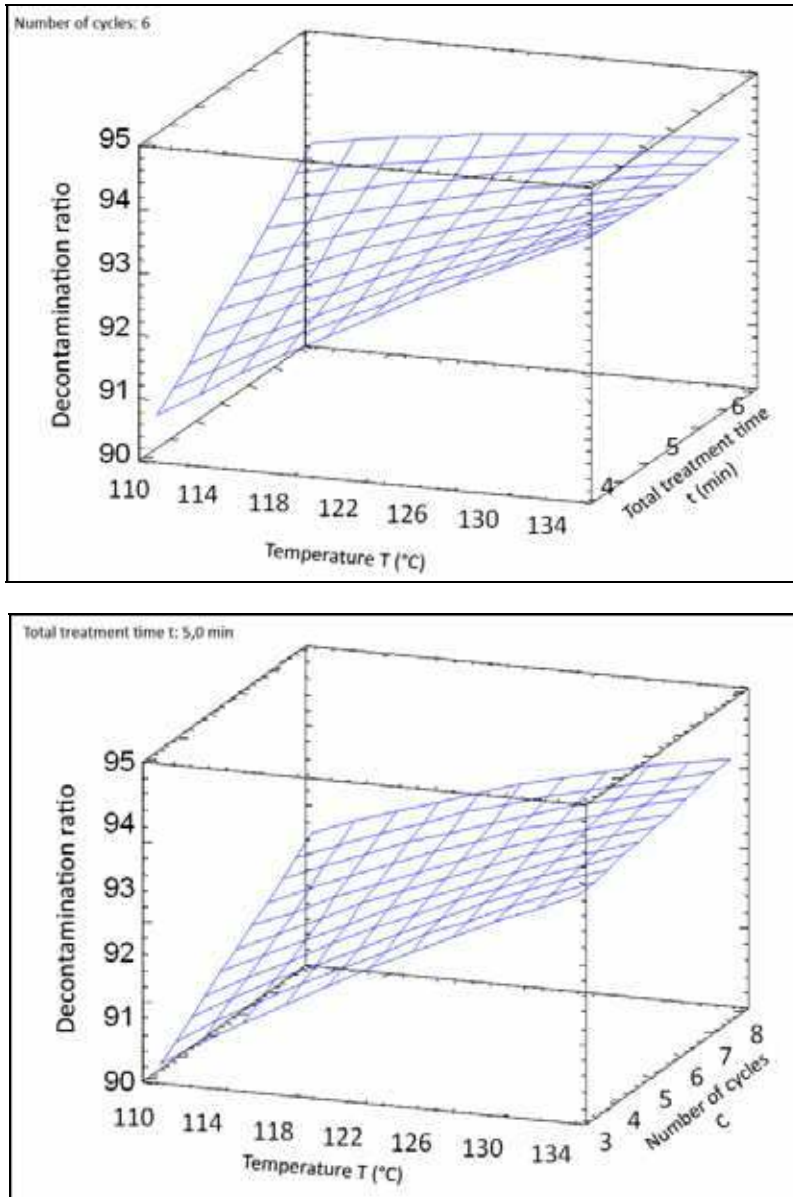 Number of cycles: 6
95
94
93
92
91
90
Decontamination ratio
110 114 118 122 126 130 134
Temperature T (°C)
4 5 6
Total treatment time
t (min)
Total treatment time t: 5,0 min
95
94
93
92
91
90
Decontamination ratio
110 114 118 122 126 130 134
Temperature T (°C)
3 4 5 6 7 8
Number of cycles
C